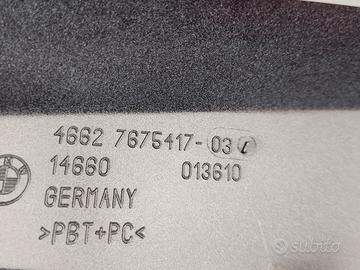 4662 7675417-03
14660 013610
GERMANY
>PBT+PC<
subito